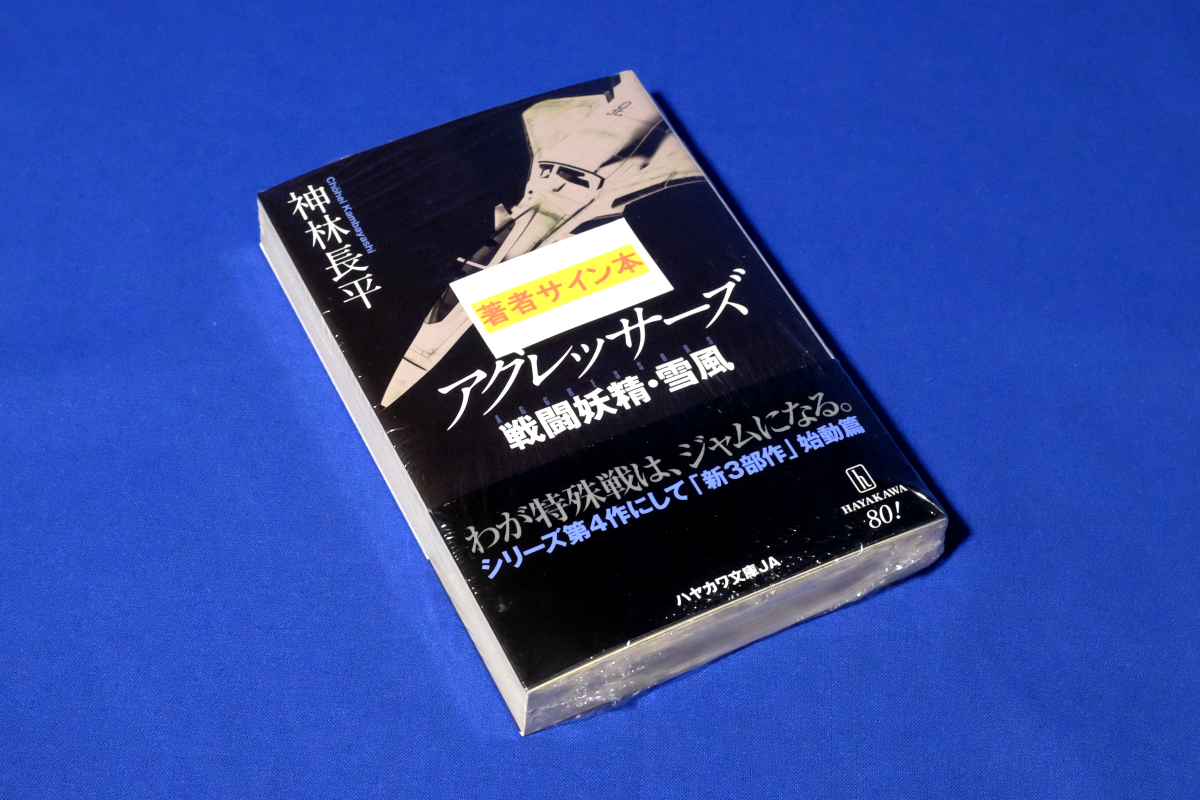 神林長平
Chōhei Kambayashi
著者サイン本
アグレッサーズ
AGGRESSORS
戦闘妖精・雪風
わが特殊戦は、ジャムになる。
シリーズ第4作にして「新3部作」始動篇
h
HAYAKAWA
80!
ハヤカワ文庫JA